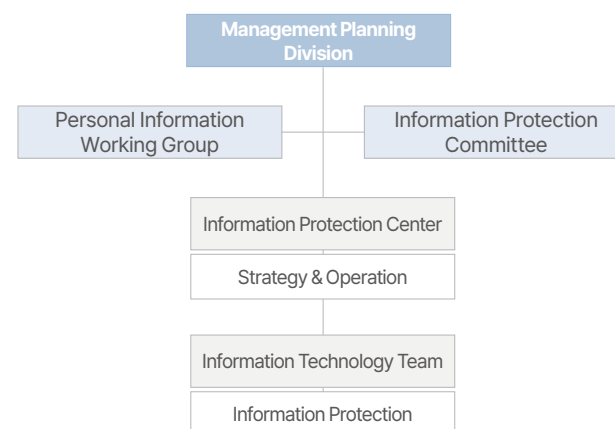 Management Planning
Division
Personal Information
Working Group
Information Protection
Committee
Information Protection Center
Strategy & Operation
Information Technology Team
Information Protection